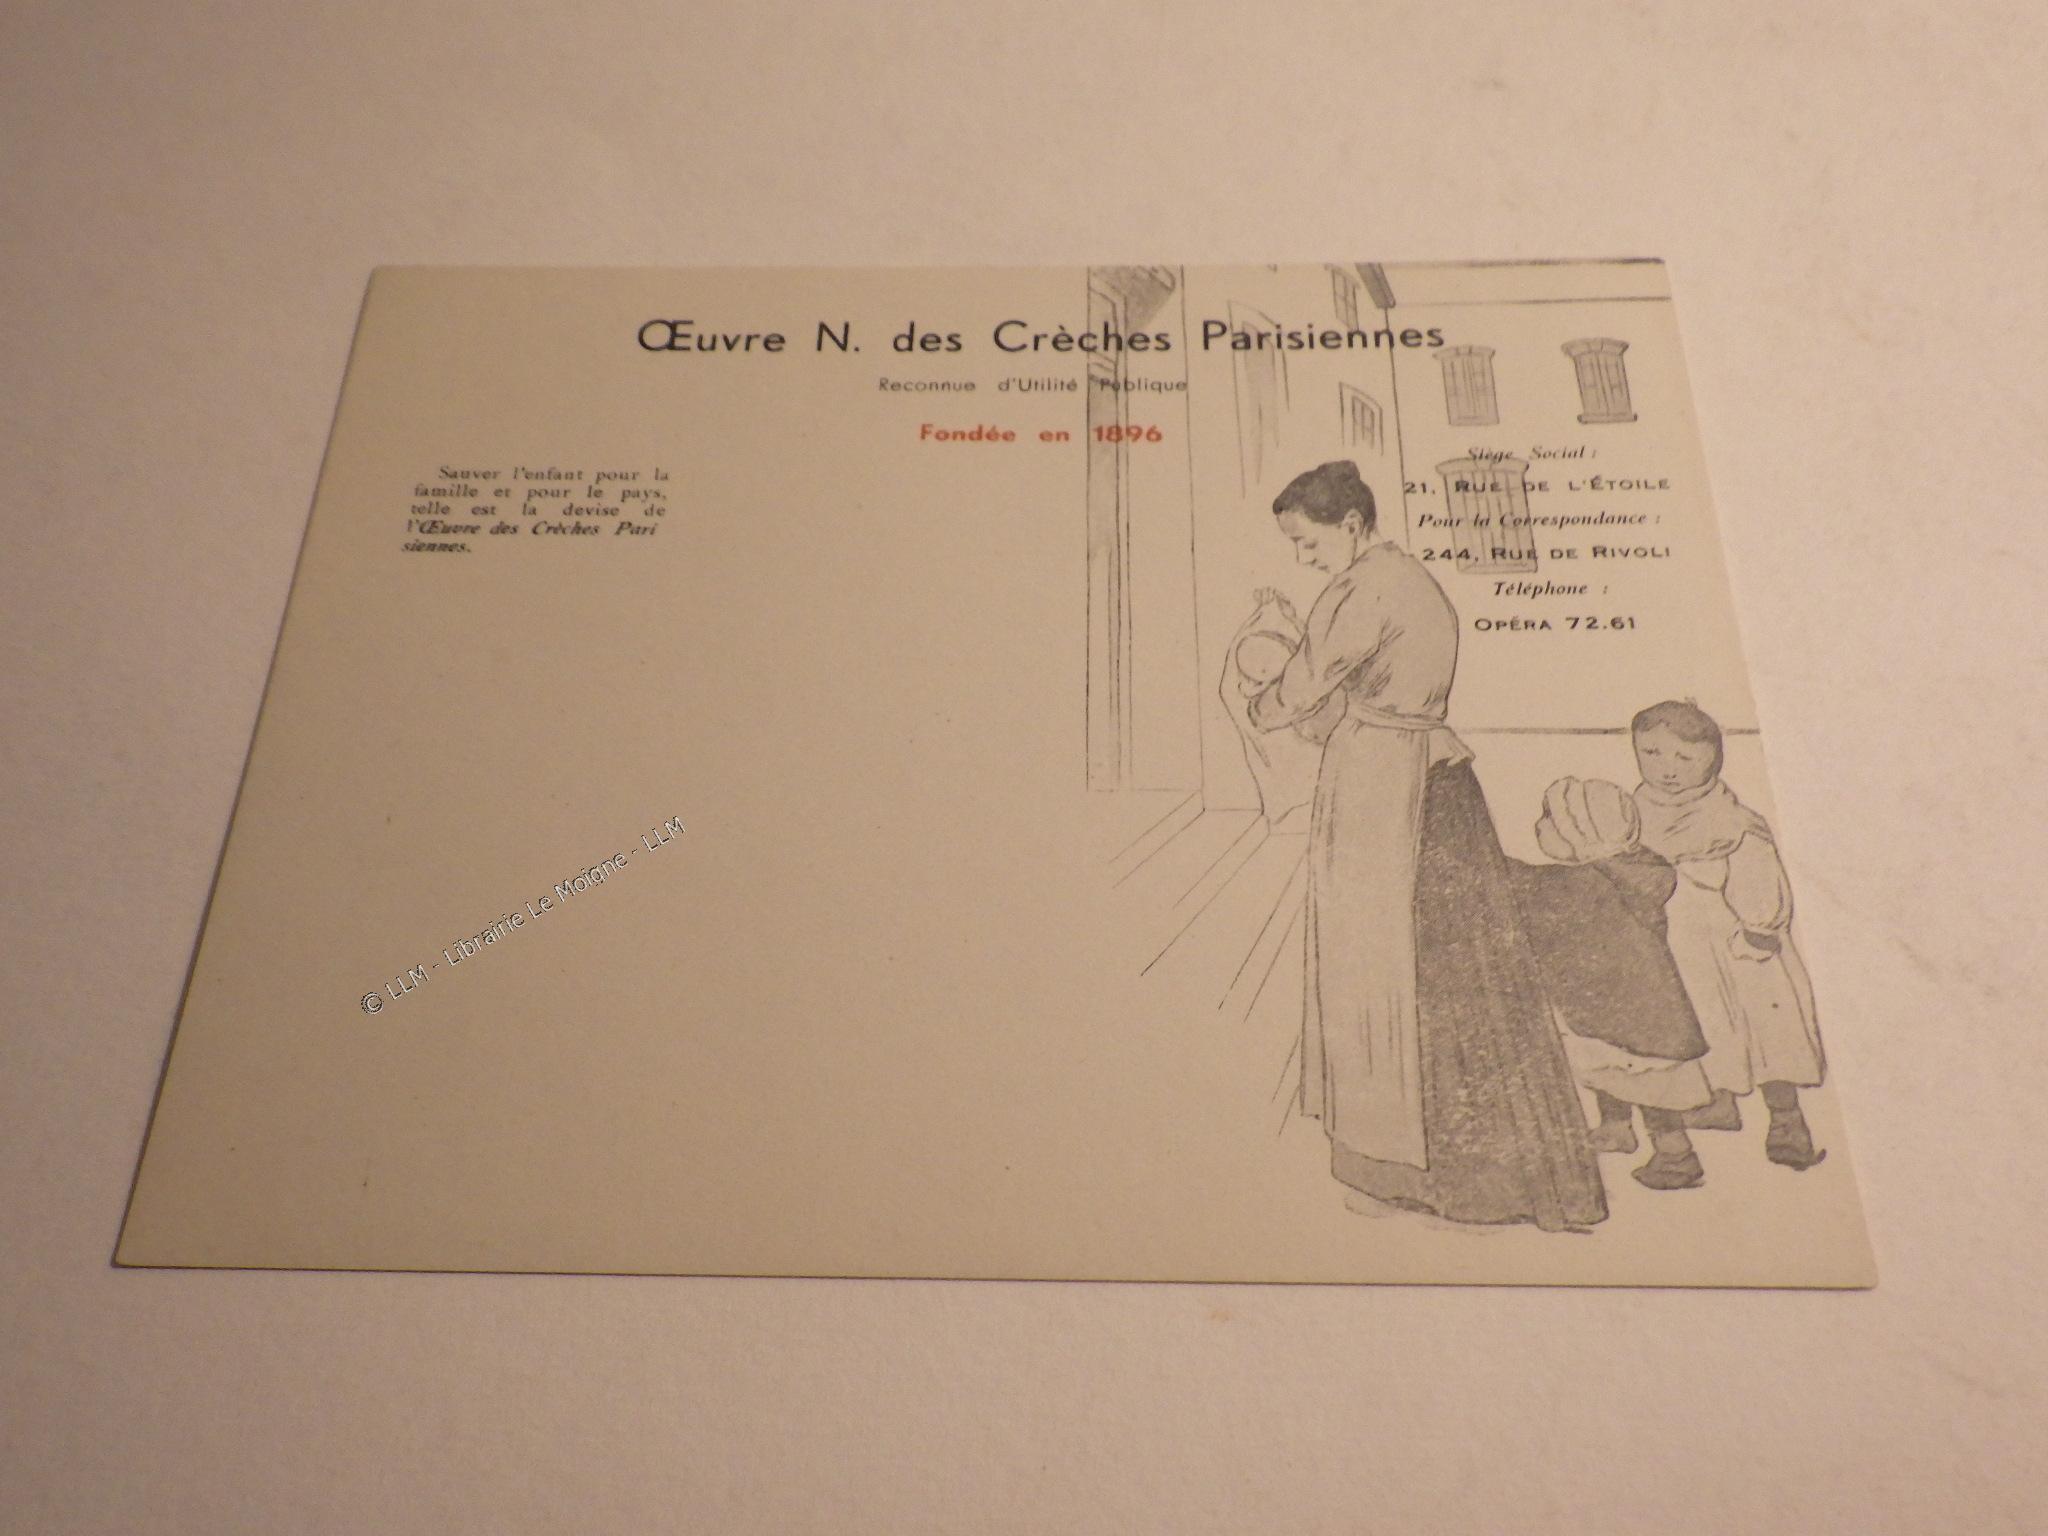 Œuvre N. des Crèches Parisiennes
Reconnue d'Utilité Publique
Fondée en 1896
Sauver l'enfant pour la
famille et pour le pays,
telle est la devise de
l'Œuvre des Crèches Pari
siennes.
Siège Social :
21, RUE DE L'ÉTOILE
Pour la Correspondance :
244, RUE DE RIVOLI
Téléphone :
OPÉRA 72.61
© LLM - Librairie Le Moigne - LLM